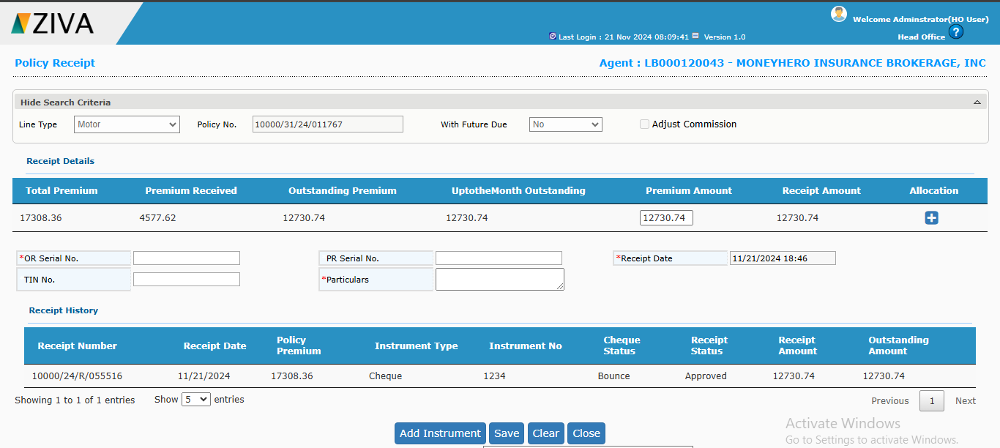 ZIVA
Welcome Adminstrator(HO User)
Last Login : 21 Nov 2024 08:09:41 Version 1.0
Head Office ?
Policy Receipt
Agent : LB000120043 - MONEYHERO INSURANCE BROKERAGE, INC
Hide Search Criteria
Line Type Motor Policy No. 10000/31/24/011767 With Future Due No Adjust Commission
Receipt Details
Total Premium Premium Received Outstanding Premium UptotheMonth Outstanding Premium Amount Receipt Amount Allocation
17308.36 4577.62 12730.74 12730.74 12730.74 12730.74
*OR Serial No. PR Serial No. *Receipt Date 11/21/2024 18:46
TIN No. *Particulars
Receipt History
Receipt Number Receipt Date Policy Premium Instrument Type Instrument No Cheque Status Receipt Status Receipt Amount Outstanding Amount
10000/24/R/055516 11/21/2024 17308.36 Cheque 1234 Bounce Approved 12730.74 12730.74
Showing 1 to 1 of 1 entries Show 5 entries Previous 1 Next
Add Instrument Save Clear Close
Activate Windows
Go to Settings to activate Windows.